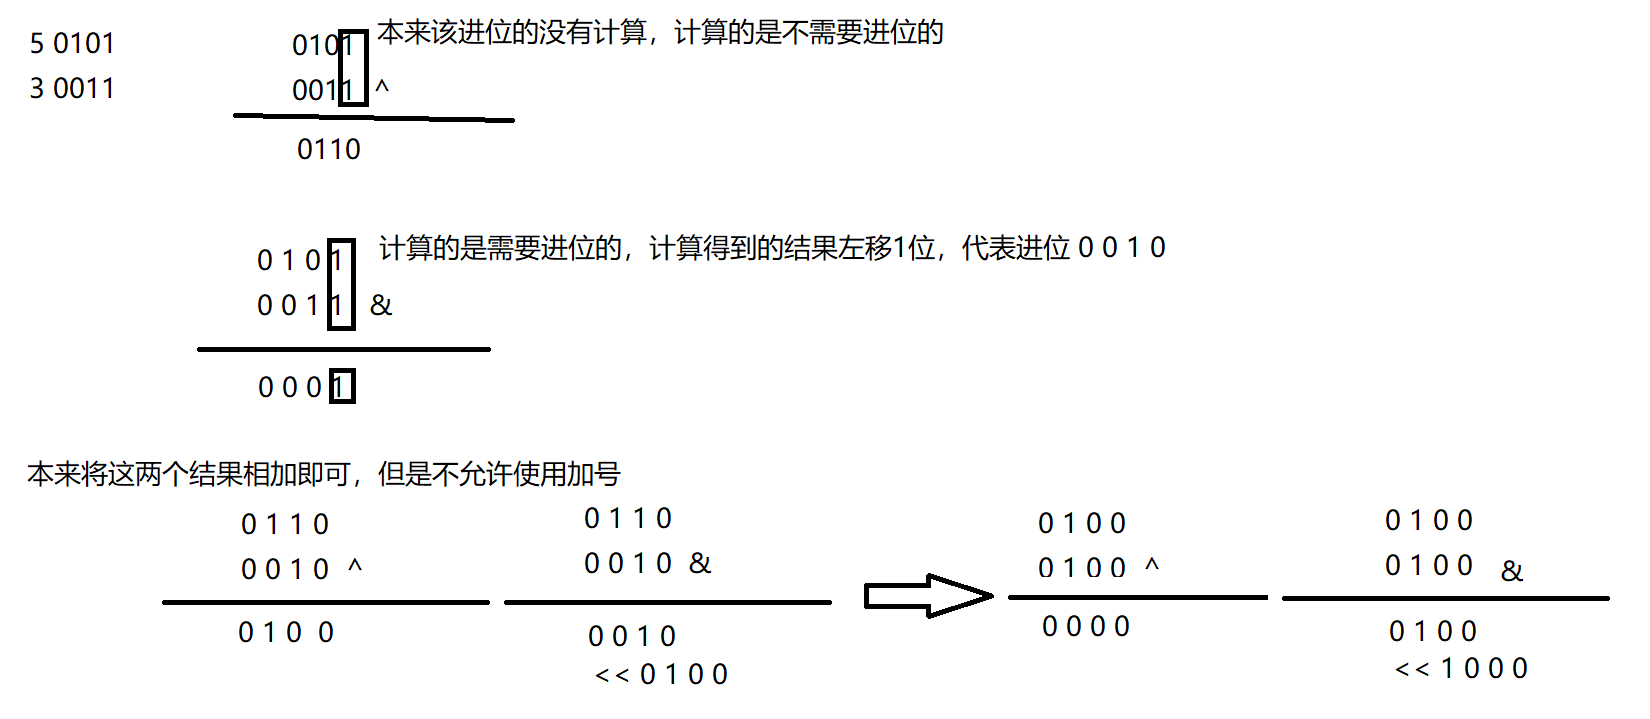 5 0101
3 0011
0101
0011 ^
0110
本来该进位的没有计算，计算的是不需要进位的
0 1 0 1
0 0 1 1 &
0 0 0 1
计算的是需要进位的，计算得到的结果左移1位，代表进位 0 0 1 0
本来将这两个结果相加即可，但是不允许使用加号
0 1 1 0
0 0 1 0 ^
0 1 0 0
0 1 1 0
0 0 1 0 &
0 0 1 0
<< 0 1 0 0
0 1 0 0
0 1 0 0 ^
0 0 0 0
0 1 0 0
0 1 0 0 &
0 1 0 0
<< 1 0 0 0